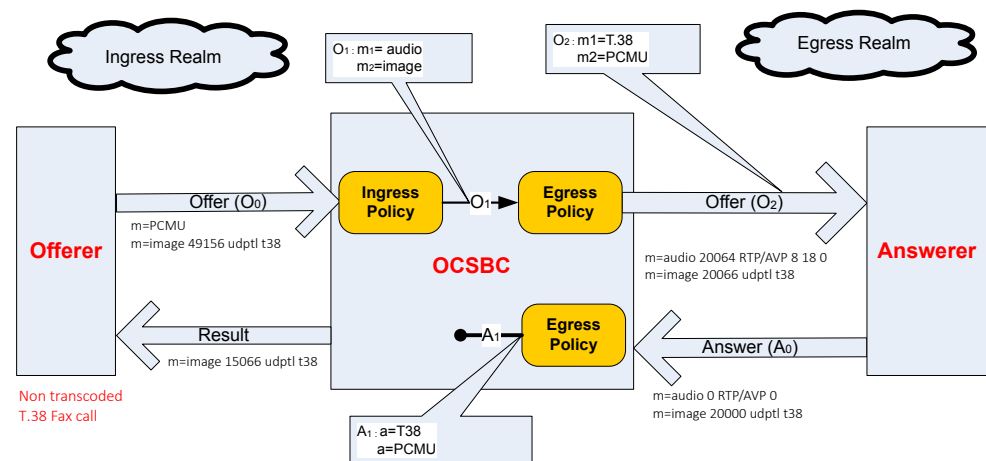 Ingress Realm
O1 : m1= audio
m2=image
O2 : m1=T.38
m2=PCMU
Egress Realm
Offerer
Offer (O0)
m=PCMU
m=image 49156 udptl t38
Ingress
Policy
O1
Egress
Policy
Offer (O2)
m=audio 20064 RTP/AVP 8 18 0
m=image 20066 udptl t38
Answerer
OCSBC
Result
m=image 15066 udptl t38
A1
Egress
Policy
Answer (A0)
m=audio 0 RTP/AVP 0
m=image 20000 udptl t38
Non transcoded
T.38 Fax call
A1 : a=T38
a=PCMU